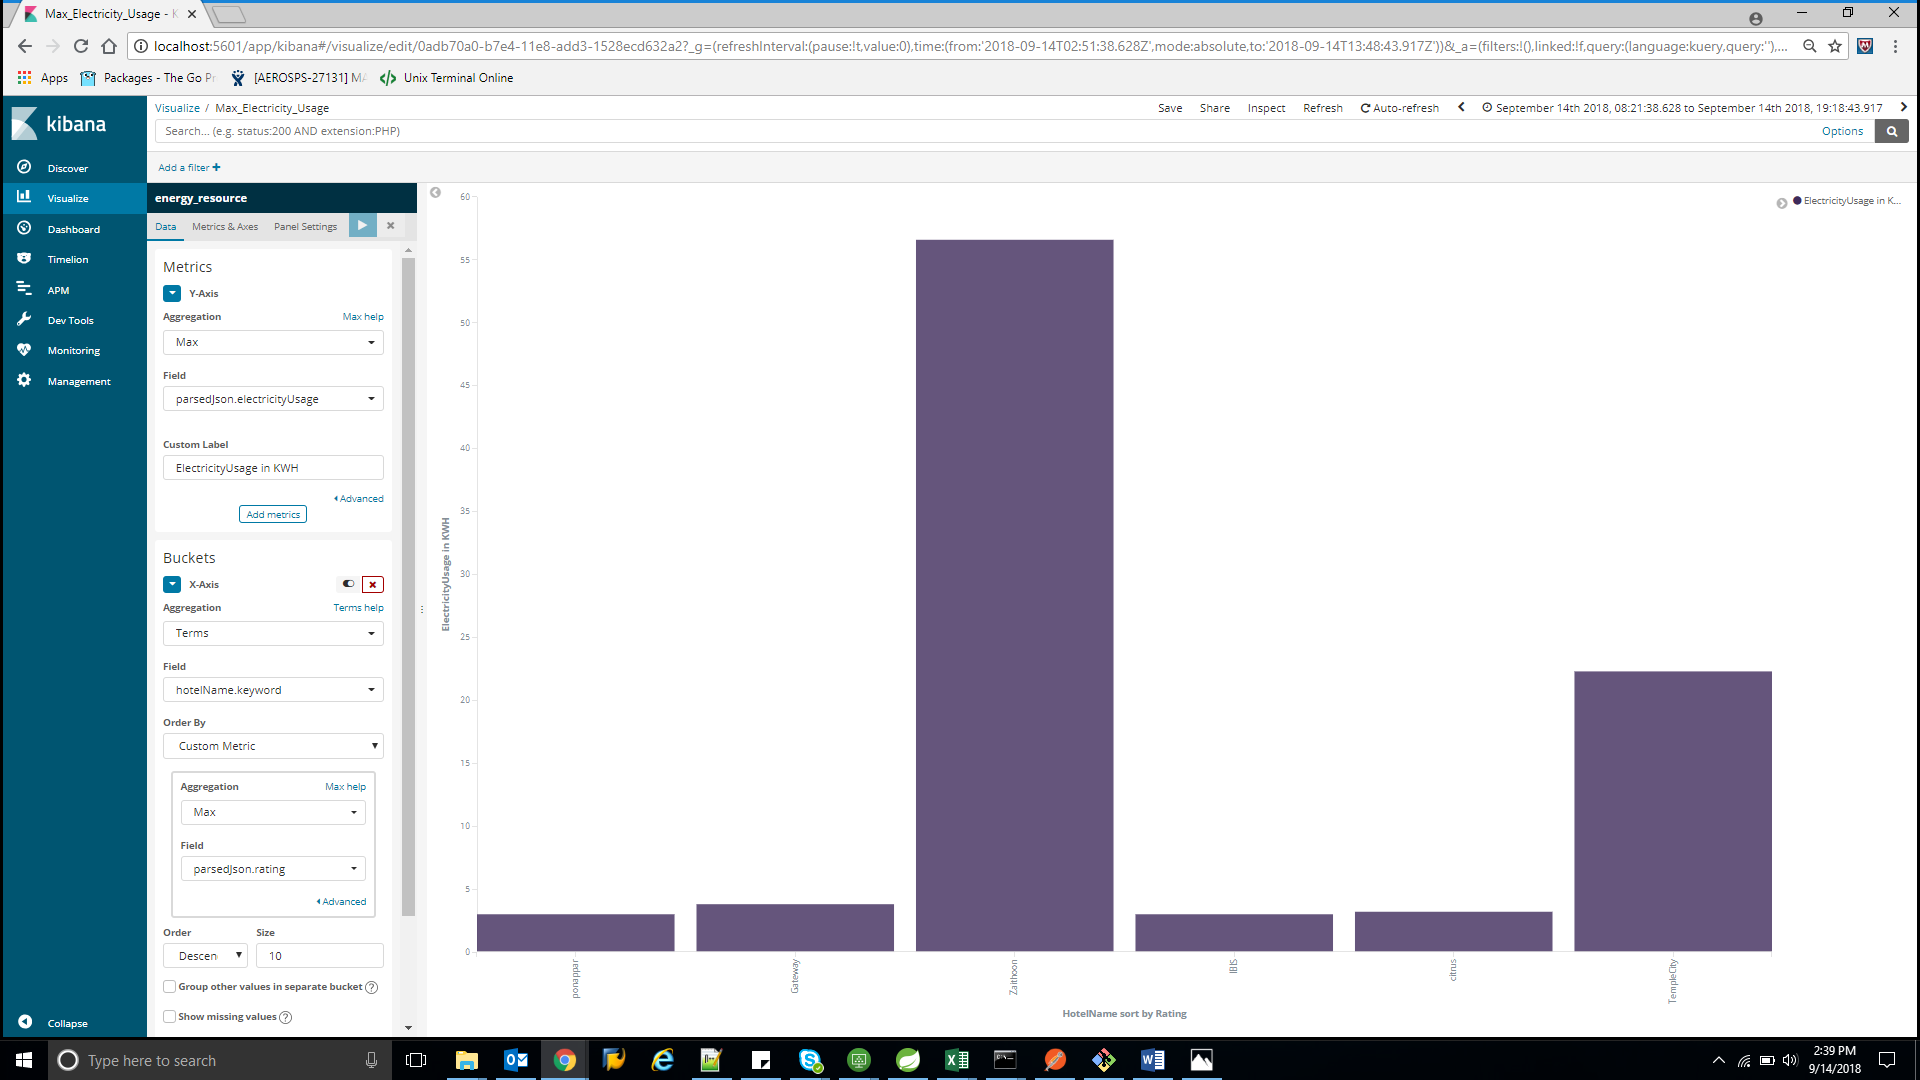 Max_Electricity_Usage - K
localhost:5601/app/kibana#/visualize/edit/0adb70a0-b7e4-11e8-add3-1528ecd632a2?_g=(refreshInterval:(pause:!t,value:0),time:(from:'2018-09-14T02:51:38.628Z',mode:absolute,to:'2018-09-14T13:48:43.917Z'))&_a=(filters:!(),linked:!f,query:(language:kuery,query:''),...
Apps Packages - The Go Pr [AEROSPS-27131] MA Unix Terminal Online
kibana
Discover
Visualize
Dashboard
Timelion
APM
Dev Tools
Monitoring
Management
Collapse
Visualize / Max_Electricity_Usage
Save Share Inspect Refresh Auto-refresh September 14th 2018, 08:21:38.628 to September 14th 2018, 19:18:43.917
Search... (e.g. status:200 AND extension:PHP)
Options
Add a filter +
energy_resource
Data Metrics & Axes Panel Settings
Metrics
Y-Axis
Aggregation Max help
Max
Field
parsedJson.electricityUsage
Custom Label
ElectricityUsage in KWH
Advanced
Add metrics
Buckets
X-Axis
Aggregation Terms help
Terms
Field
hotelName.keyword
Order By
Custom Metric
Aggregation Max help
Max
Field
parsedJson.rating
Advanced
Order Size
Descen 10
Group other values in separate bucket
Show missing values
ElectricityUsage in KWH
60
55
50
45
40
35
30
25
20
15
10
5
0
ponappar
Gateway
Zaithoon
IBIS
citrus
TempleCity
HotelName sort by Rating
ElectricityUsage in K...
Type here to search
2:39 PM
9/14/2018